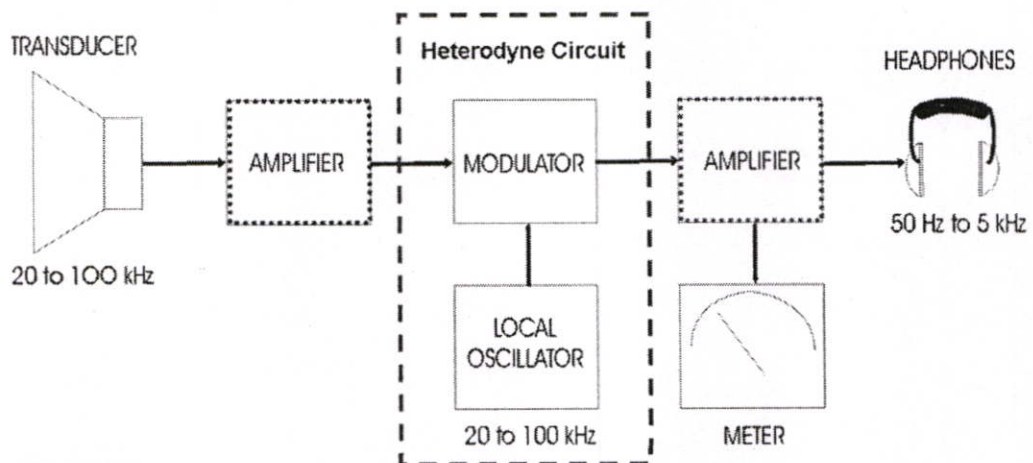 TRANSDUCER
20 to 100 kHz
AMPLIFIER
Heterodyne Circuit
MODULATOR
LOCAL
OSCILLATOR
20 to 100 kHz
AMPLIFIER
METER
HEADPHONES
50 Hz to 5 kHz